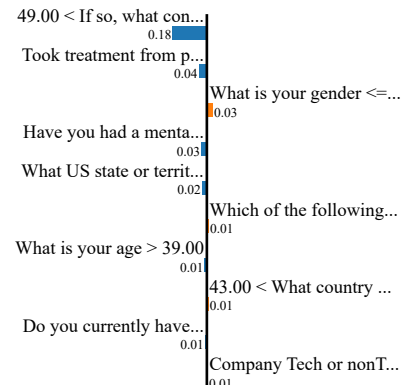 49.00 < If so, what con...
0.18
Took treatment from p...
0.04
What is your gender <=...
0.03
Have you had a menta...
0.03
What US state or territ...
0.02
Which of the following...
0.01
What is your age > 39.00
0.01
43.00 < What country ...
0.01
Do you currently have...
0.01
Company Tech or nonT...
0.01